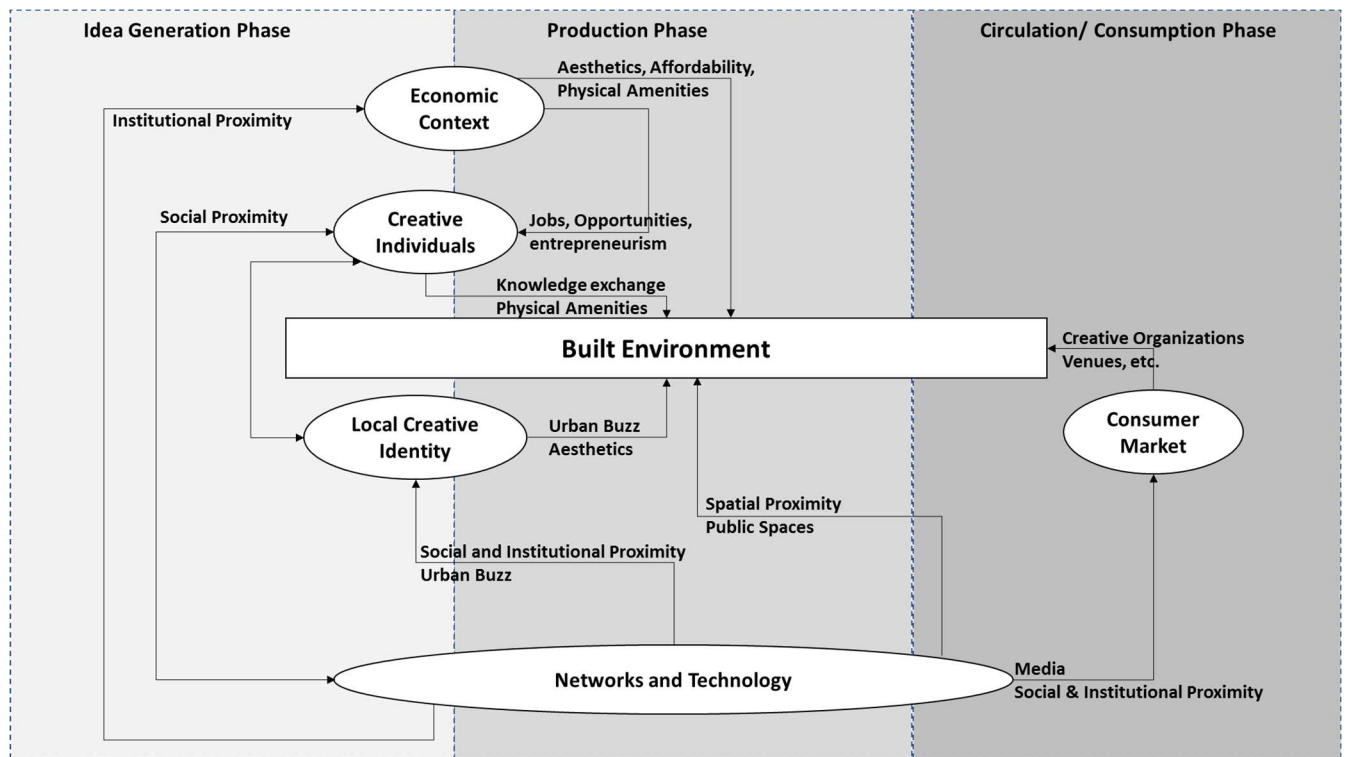 Idea Generation Phase
Production Phase
Circulation/ Consumption Phase
Economic
Context
Aesthetics, Affordability,
Physical Amenities
Institutional Proximity
Social Proximity
Creative
Individuals
Jobs, Opportunities,
entrepreneurism
Knowledge exchange
Physical Amenities
Built Environment
Creative Organizations
Venues, etc.
Local Creative
Identity
Urban Buzz
Aesthetics
Consumer
Market
Spatial Proximity
Public Spaces
Social and Institutional Proximity
Urban Buzz
Networks and Technology
Media
Social & Institutional Proximity